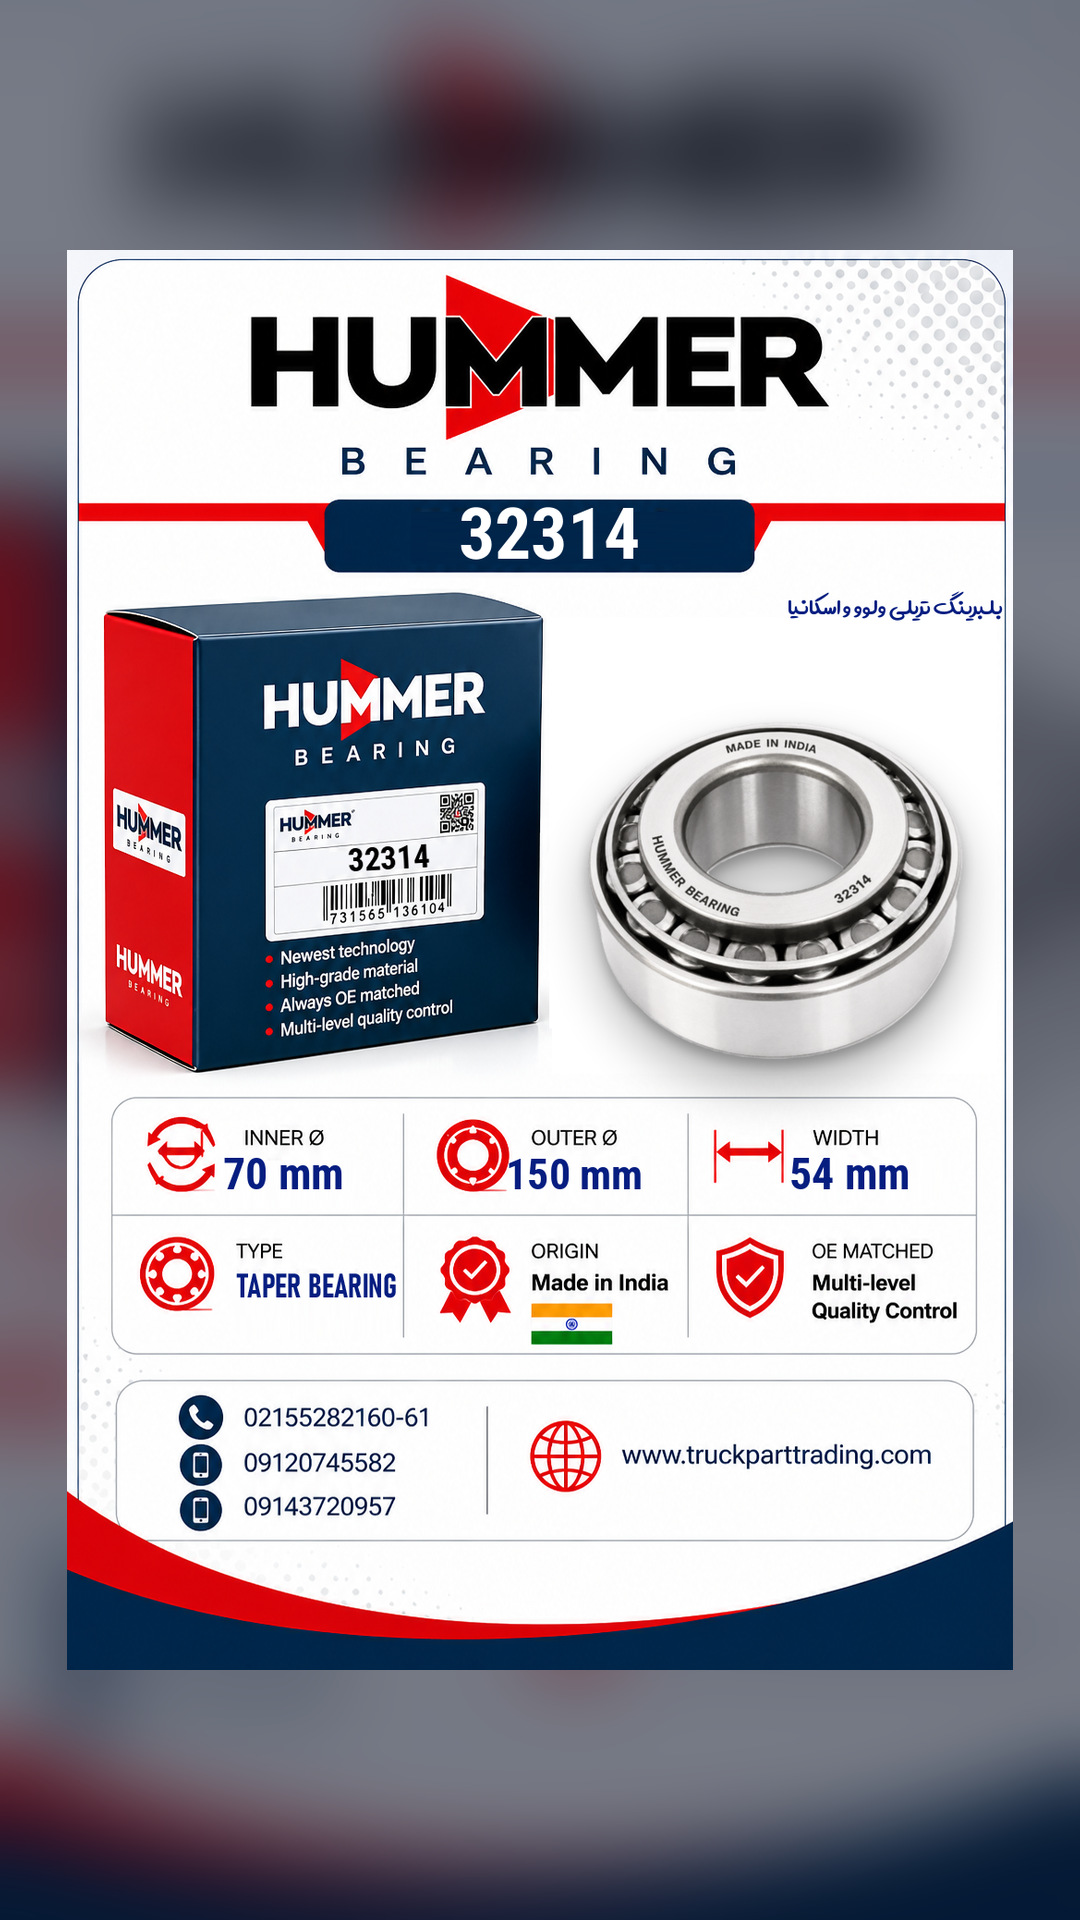 HUMMER
BEARING
32314
بلبرینگ تریلی ولوو و اسکانیا
HUMMER
BEARING
HUMMER
BEARING
32314
731565 136104
Newest technology
High-grade material
Always OE matched
Multi-level quality control
HUMMER
BEARING
HUMMER
BEARING
MADE IN INDIA
HUMMER BEARING
32314
INNER Ø
70 mm
OUTER Ø
150 mm
WIDTH
54 mm
TYPE
TAPER BEARING
ORIGIN
Made in India
OE MATCHED
Multi-level
Quality Control
02155282160-61
09120745582
09143720957
www.truckparttrading.com